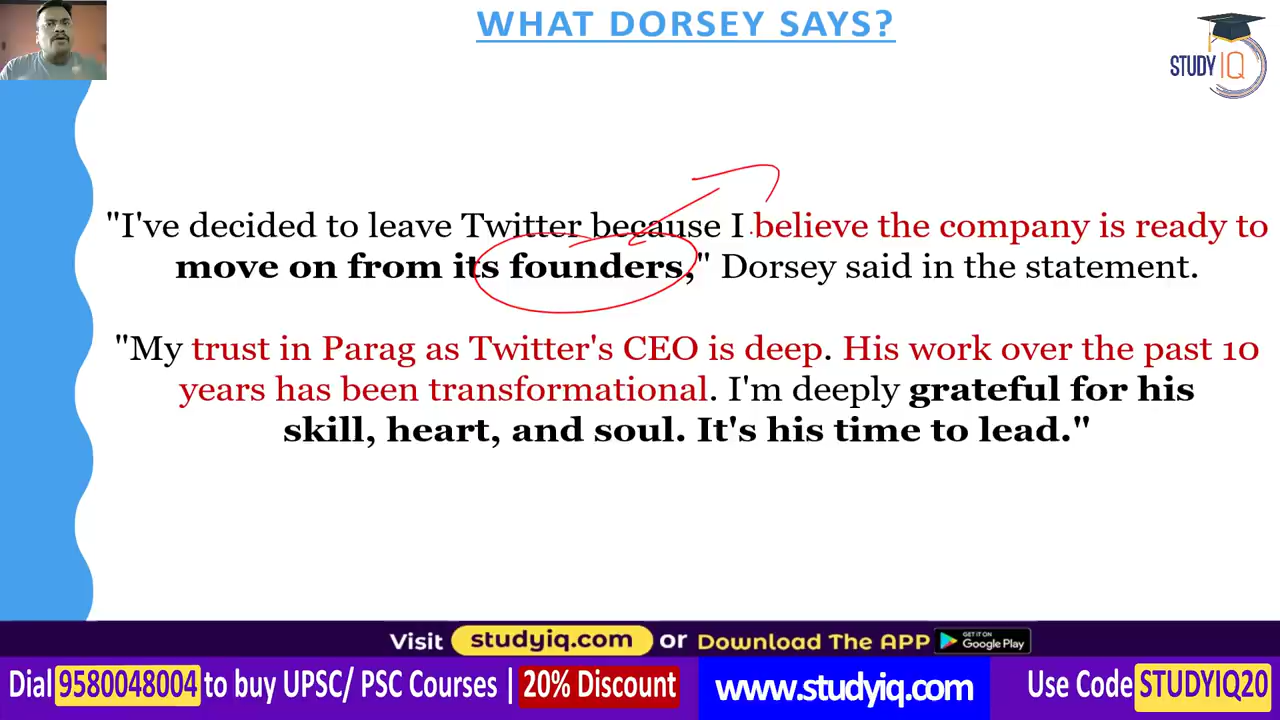 WHAT DORSEY SAYS?
STUDY IQ
"I've decided to leave Twitter because I believe the company is ready to
move on from its founders," Dorsey said in the statement.
"My trust in Parag as Twitter's CEO is deep. His work over the past 10
years has been transformational. I'm deeply grateful for his
skill, heart, and soul. It's his time to lead."
Visit studyiq.com or Download The APP GET IT ON Google Play
Dial 9580048004 to buy UPSC/ PSC Courses | 20% Discount www.studyiq.com Use Code STUDYIQ20